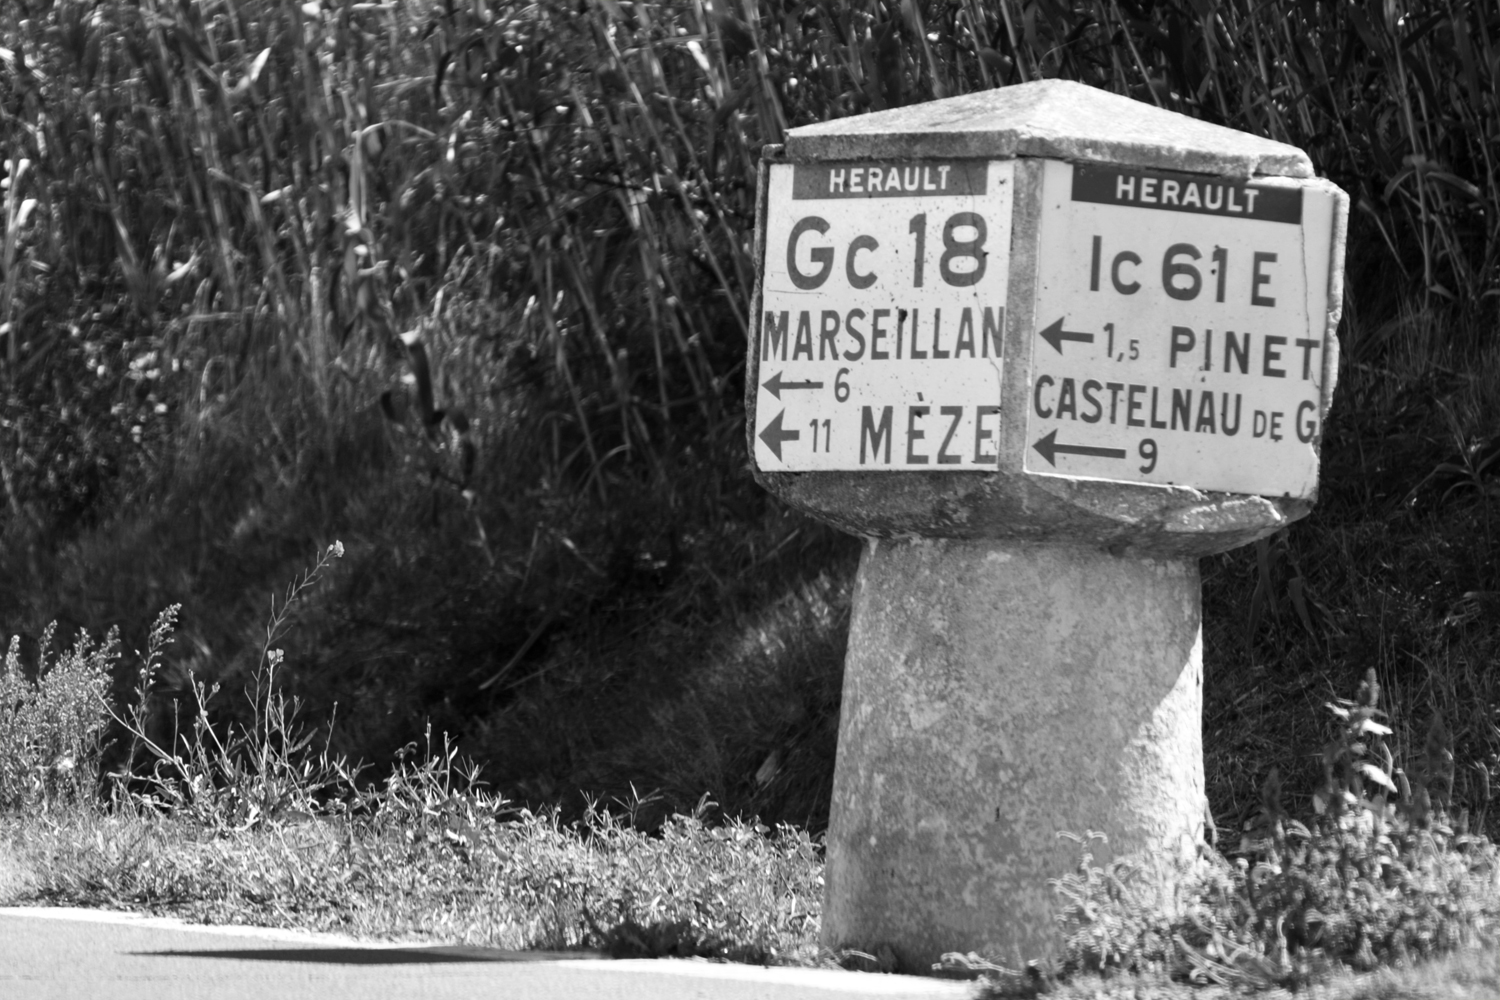 HERAULT
Gc 18
MARSEILLAN
← 6
← 11 MÈZE
HERAULT
Ic 61 E
← 1,5 PINET
CASTELNAU DE G
← 9